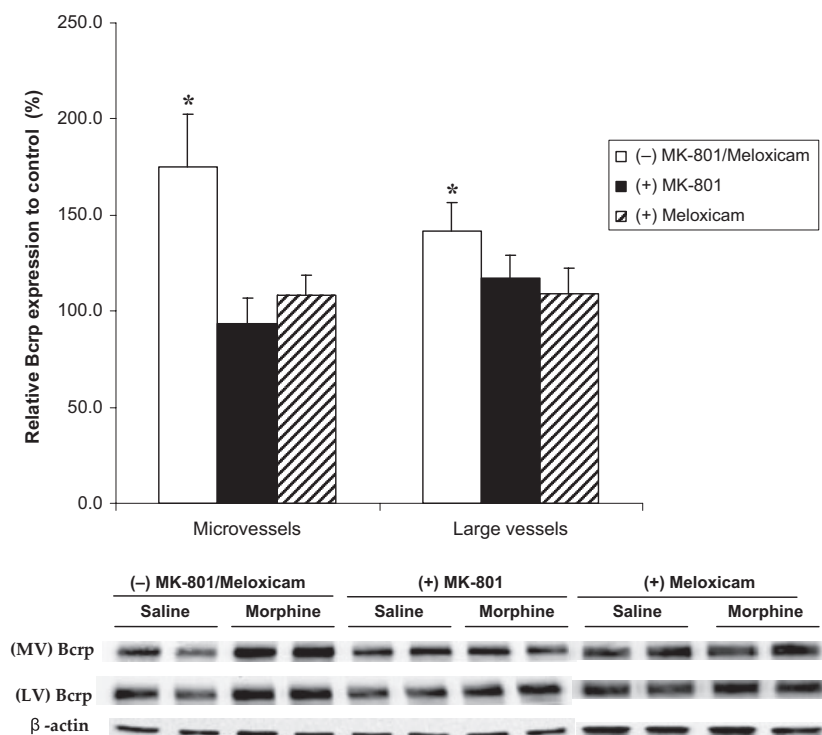 250.0
200.0
150.0
100.0
50.0
0.0
Relative Bcrp expression to control (%)
*
*
(–) MK-801/Meloxicam
(+) MK-801
(+) Meloxicam
Microvessels
Large vessels
(–) MK-801/Meloxicam
(+) MK-801
(+) Meloxicam
Saline
Morphine
Saline
Morphine
Saline
Morphine
(MV) Bcrp
(LV) Bcrp
β-actin